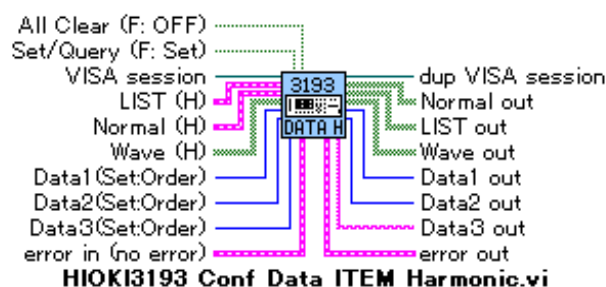 All Clear (F: OFF)
Set/Query (F: Set)
VISA session
LIST (H)
Normal (H)
Wave (H)
Data1(Set:Order)
Data2(Set:Order)
Data3(Set:Order)
error in (no error)
3193
DATA H
dup VISA session
Normal out
LIST out
Wave out
Data1 out
Data2 out
Data3 out
error out
HIOKI3193 Conf Data ITEM Harmonic.vi